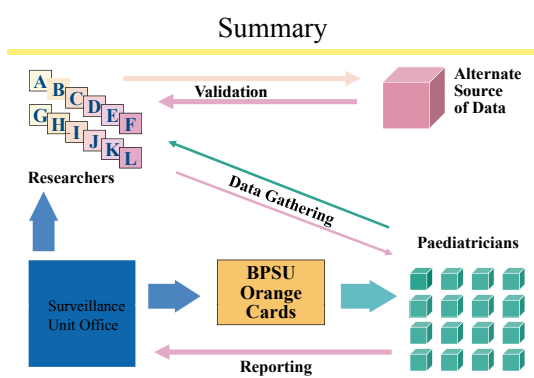 Summary
A B C D E F
G H I J K L
Validation
Alternate
Source
of Data
Researchers
Data Gathering
Paediatricians
Surveillance
Unit Office
BPSU
Orange
Cards
Reporting